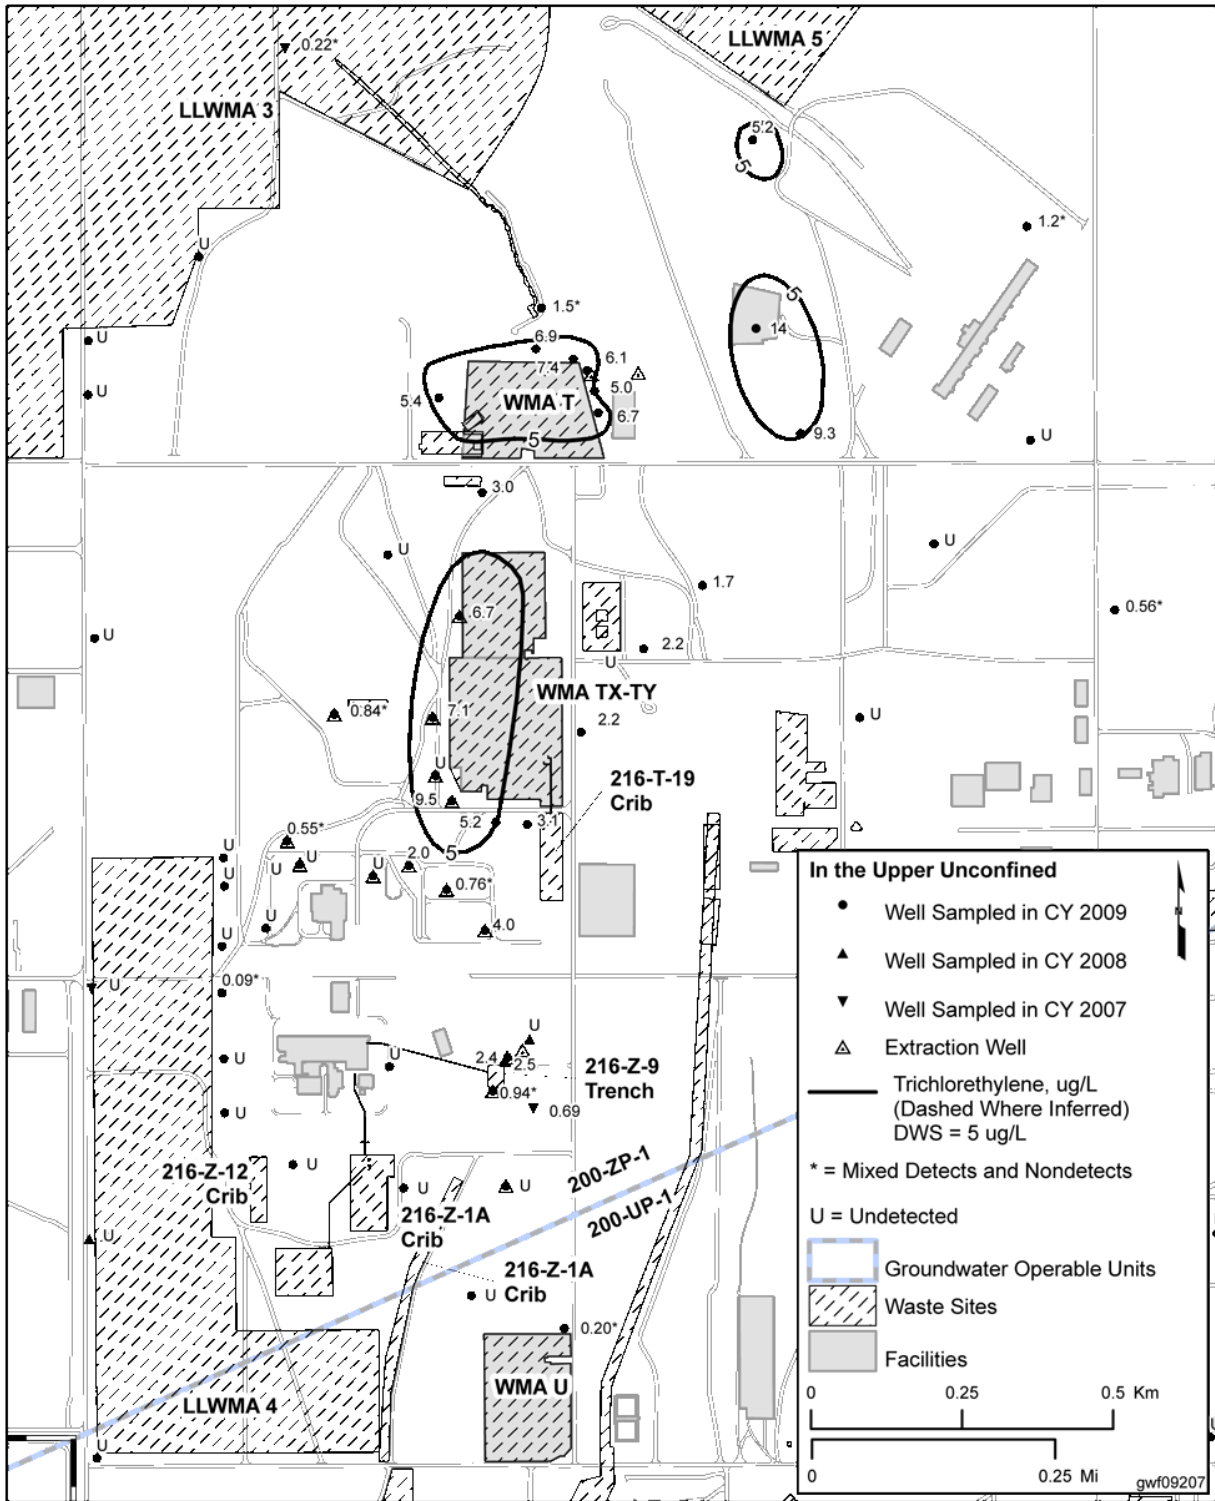 0.22*
LLWMA 5
LLWMA 3
5.2
5
1.2*
U
1.5*
5
14
U
6.9
7.4
6.1
WMA T
5.0
5.4
6.7
U
5
9.3
U
3.0
U
U
1.7
0.56*
6.7
U
2.2
U
WMA TX-TY
0.84*
7.1
2.2
U
U
216-T-19
Crib
9.5
5.2
3.1
0.55*
5
U
U
U
U
2.0
U
0.76*
U
4.0
U
U
0.09*
U
2.4
2.5
216-Z-9
Trench
U
U
0.94*
0.69
U
216-Z-12
Crib
U
U
U
200-ZP-1
200-UP-1
216-Z-1A
Crib
U
216-Z-1A
Crib
U
0.20*
WMA U
LLWMA 4
U
In the Upper Unconfined
N
Well Sampled in CY 2009
Well Sampled in CY 2008
Well Sampled in CY 2007
Extraction Well
Trichlorethylene, ug/L
(Dashed Where Inferred)
DWS = 5 ug/L
* = Mixed Detects and Nondetects
U = Undetected
Groundwater Operable Units
Waste Sites
Facilities
0 0.25 0.5 Km
0 0.25 Mi
gwf09207
U